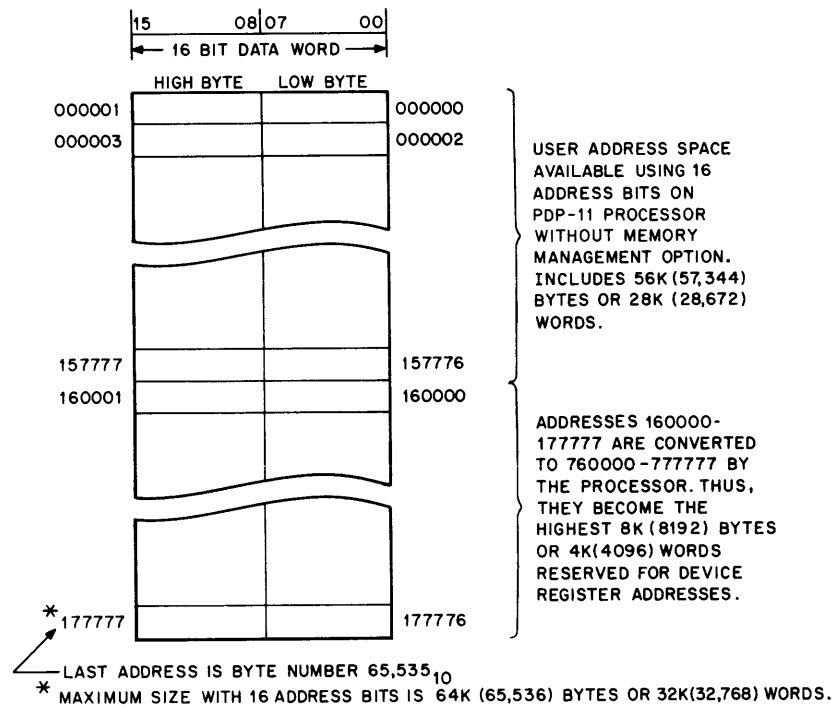 15 08 07 00
16 BIT DATA WORD
HIGH BYTE LOW BYTE
000001 000000
000003 000002
USER ADDRESS SPACE
AVAILABLE USING 16
ADDRESS BITS ON
PDP-11 PROCESSOR
WITHOUT MEMORY
MANAGEMENT OPTION.
INCLUDES 56K (57,344)
BYTES OR 28K (28,672)
WORDS.
157777 157776
160001 160000
ADDRESSES 160000-
177777 ARE CONVERTED
TO 760000-777777 BY
THE PROCESSOR. THUS,
THEY BECOME THE
HIGHEST 8K (8192) BYTES
OR 4K(4096) WORDS
RESERVED FOR DEVICE
REGISTER ADDRESSES.
* 177777 177776
LAST ADDRESS IS BYTE NUMBER 65,535₁₀
* MAXIMUM SIZE WITH 16 ADDRESS BITS IS 64K (65,536) BYTES OR 32K(32,768) WORDS.